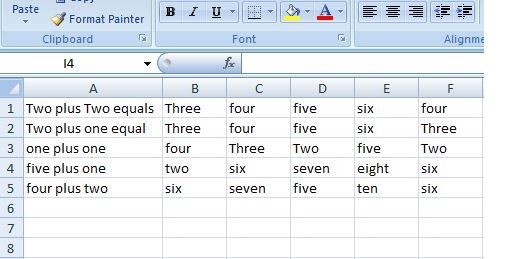 Paste
Format Painter
B I U A
Clipboard Font Alignme
I4 fx
A B C D E F
1 Two plus Two equals Three four five six four
2 Two plus one equal Three four five six Three
3 one plus one four Three Two five Two
4 five plus one two six seven eight six
5 four plus two six seven five ten six
6
7
8